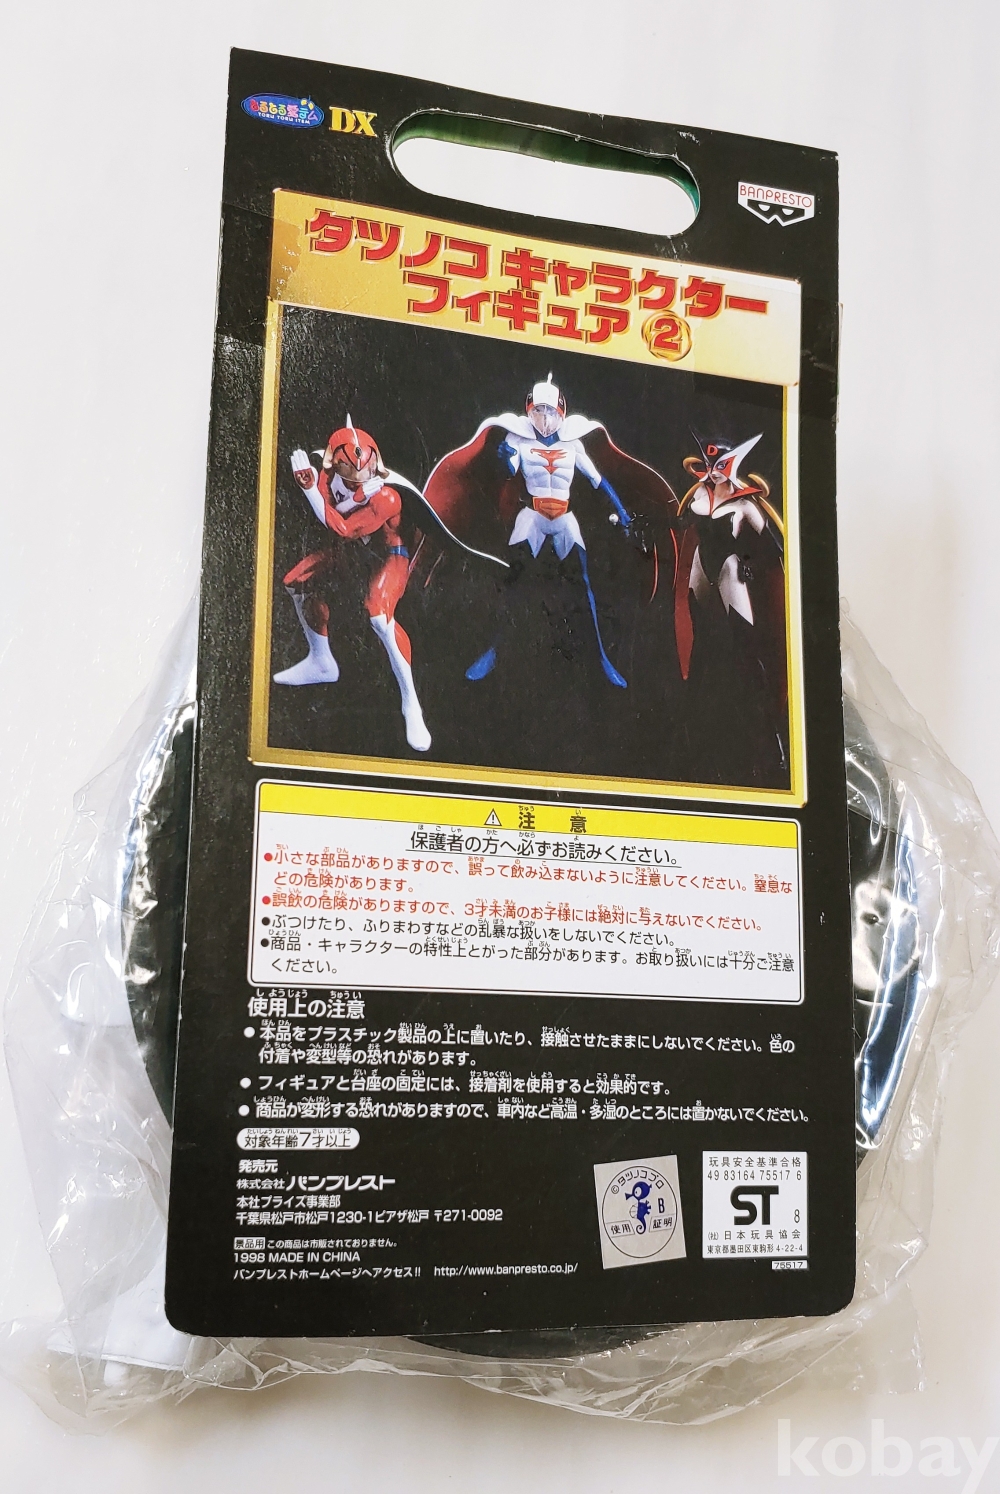 とるとる愛テム
TORU TORU ITEM
DX
BANPRESTO
タツノコ キャラクター
フィギュア ②
D
⚠ 注意
保護者の方へ必ずお読みください。
●小さな部品がありますので、誤って飲み込まないように注意してください。窒息な
どの危険があります。
●誤飲の危険がありますので、3才未満のお子様には絶対に与えないでください。
●ぶつけたり、ふりまわすなどの乱暴な扱いをしないでください。
●商品・キャラクターの特性上とがった部分があります。お取り扱いには十分ご注意
ください。
使用上の注意
● 本品をプラスチック製品の上に置いたり、接触させたままにしないでください。色の
付着や変型等の恐れがあります。
● フィギュアと台座の固定には、接着剤を使用すると効果的です。
● 商品が変形する恐れがありますので、車内など高温・多湿のところには置かないでください。
対象年齢7才以上
発売元
株式会社 バンプレスト
本社プライズ事業部
千葉県松戸市松戸1230-1ピアザ松戸 〒271-0092
景品用 この商品は市販されておりません。
1998 MADE IN CHINA
バンプレストホームページへアクセス!! http://www.banpresto.co.jp/
©タツノコプロ
B
使用 証明
玩具安全基準合格
49 83164 75517 6
ST 8
(社)日本玩具協会
東京都墨田区東駒形4-22-4
75517
kobay